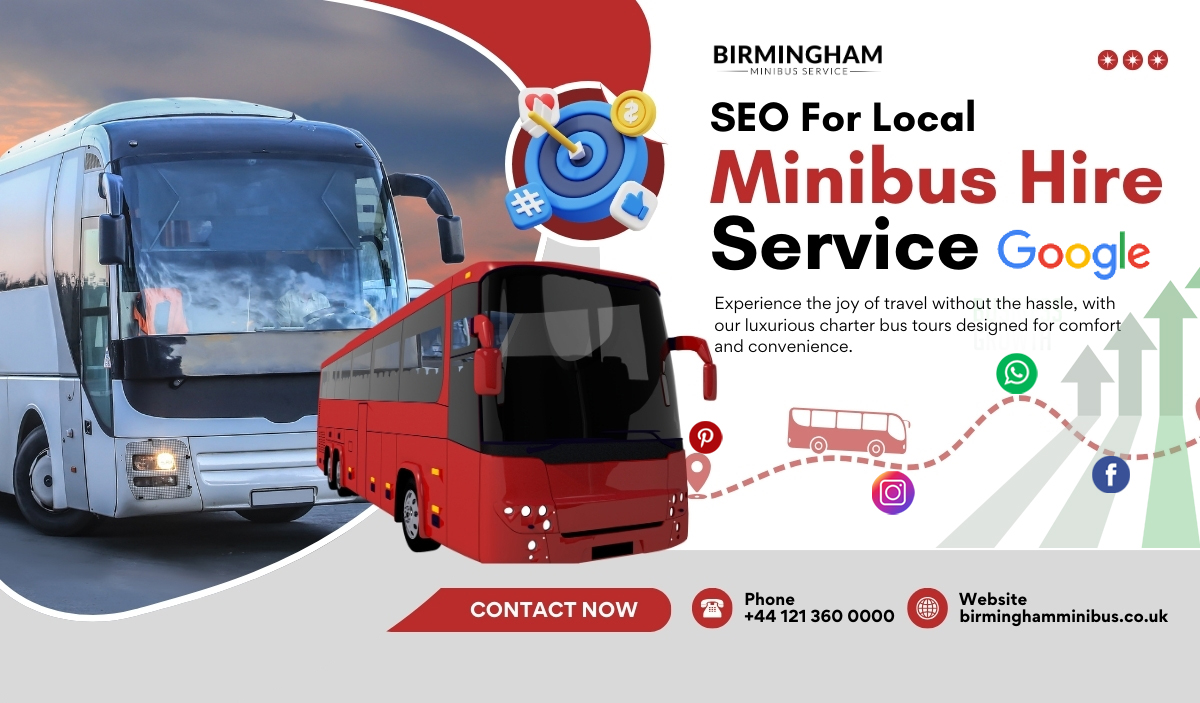 BIRMINGHAM
MINIBUS SERVICE
SEO For Local
Minibus Hire
Service Google
Experience the joy of travel without the hassle, with
our luxurious charter bus tours designed for comfort
and convenience.
CONTACT NOW
Phone
+44 121 360 0000
Website
birminghamminibus.co.uk